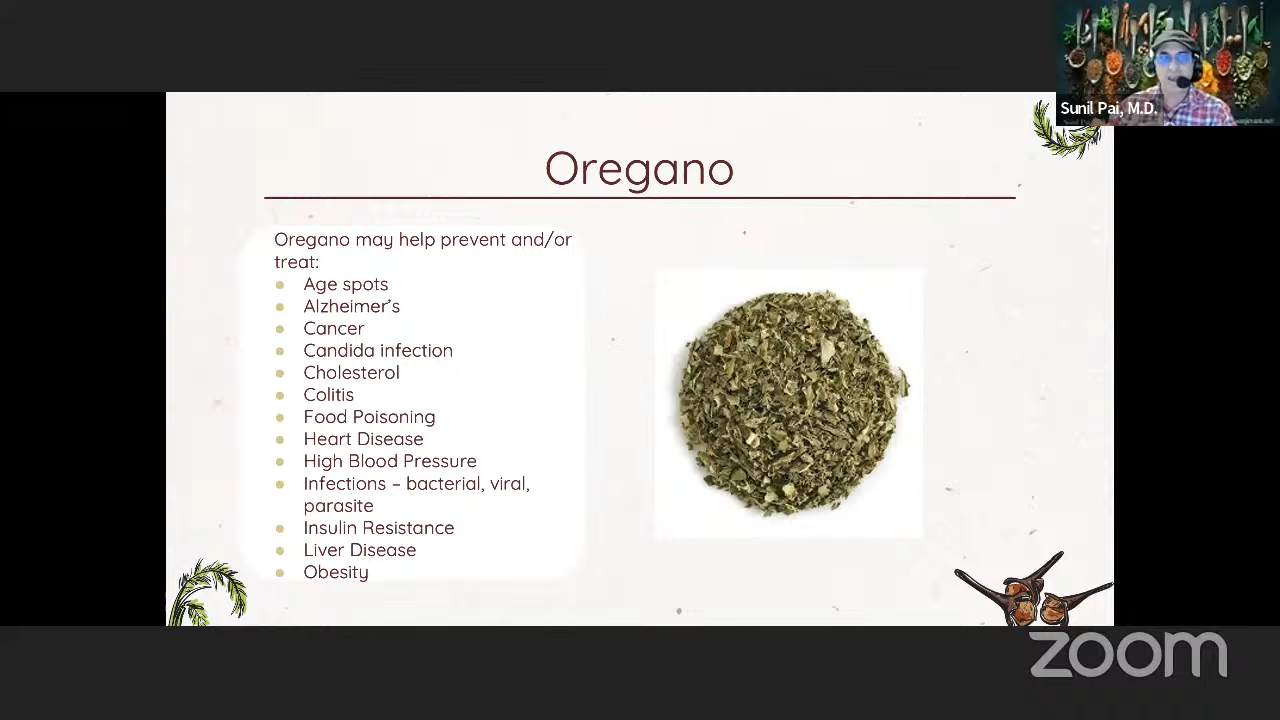 Sunil Pai, M.D.
Oregano
Oregano may help prevent and/or
treat:
Age spots
Alzheimer's
Cancer
Candida infection
Cholesterol
Colitis
Food Poisoning
Heart Disease
High Blood Pressure
Infections – bacterial, viral,
parasite
Insulin Resistance
Liver Disease
Obesity
zoom